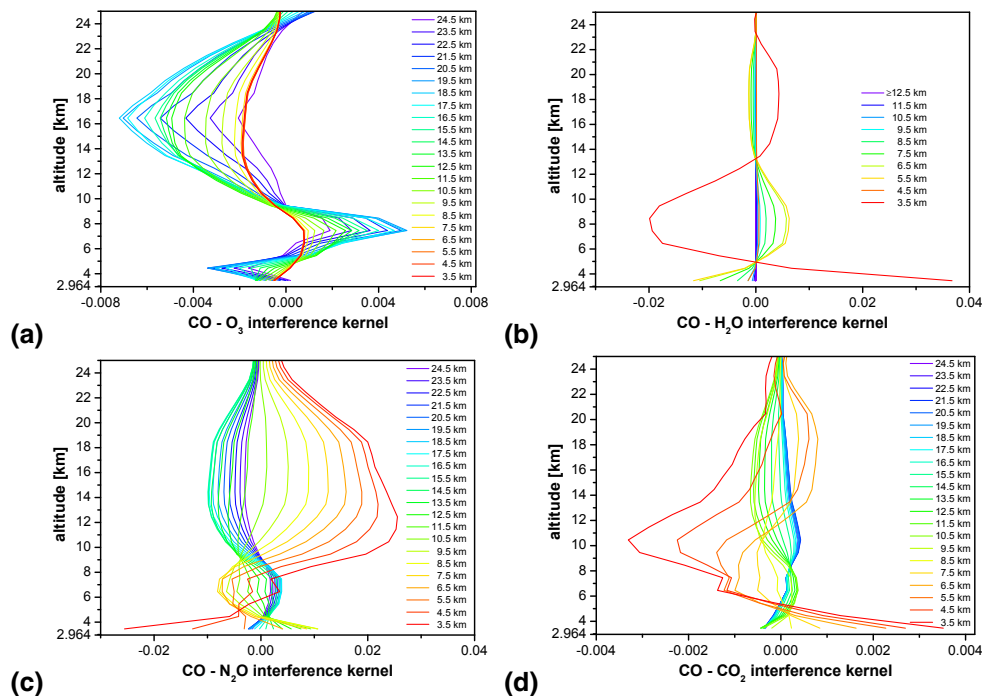 altitude [km]
24
22
20
18
16
14
12
10
8
6
4
2.964
-0.008
-0.004
0.000
0.004
0.008
24.5 km
23.5 km
22.5 km
21.5 km
20.5 km
19.5 km
18.5 km
17.5 km
16.5 km
15.5 km
14.5 km
13.5 km
12.5 km
11.5 km
10.5 km
9.5 km
8.5 km
7.5 km
6.5 km
5.5 km
4.5 km
3.5 km
(a)
CO - O3 interference kernel
altitude [km]
24
22
20
18
16
14
12
10
8
6
4
2.964
-0.02
0.00
0.02
0.04
≥12.5 km
11.5 km
10.5 km
9.5 km
8.5 km
7.5 km
6.5 km
5.5 km
4.5 km
3.5 km
(b)
CO - H2O interference kernel
altitude [km]
24
22
20
18
16
14
12
10
8
6
4
2.964
-0.02
0.00
0.02
0.04
24.5 km
23.5 km
22.5 km
21.5 km
20.5 km
19.5 km
18.5 km
17.5 km
16.5 km
15.5 km
14.5 km
13.5 km
12.5 km
11.5 km
10.5 km
9.5 km
8.5 km
7.5 km
6.5 km
5.5 km
4.5 km
3.5 km
(c)
CO - N2O interference kernel
altitude [km]
24
22
20
18
16
14
12
10
8
6
4
2.964
-0.004
-0.002
0.000
0.002
0.004
24.5 km
23.5 km
22.5 km
21.5 km
20.5 km
19.5 km
18.5 km
17.5 km
16.5 km
15.5 km
14.5 km
13.5 km
12.5 km
11.5 km
10.5 km
9.5 km
8.5 km
7.5 km
6.5 km
5.5 km
4.5 km
3.5 km
(d)
CO - CO2 interference kernel